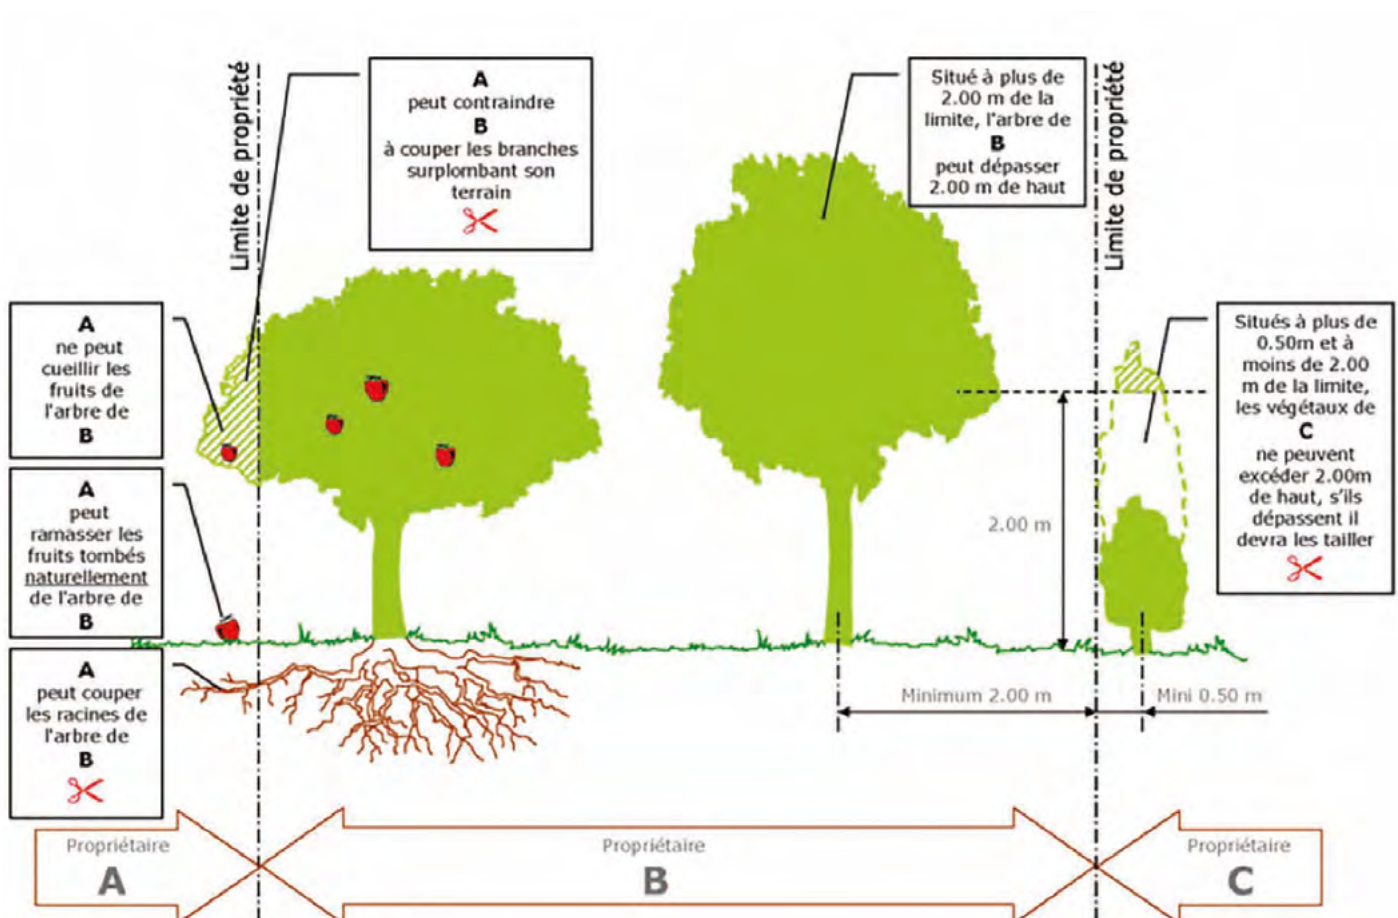 Limite de propriété
A
peut contraindre
B
à couper les branches
surplombant son
terrain
Situé à plus de
2.00 m de la
limite, l'arbre de
B
peut dépasser
2.00 m de haut
Limite de propriété
A
ne peut
cueillir les
fruits de
l'arbre de
B
A
peut
ramasser les
fruits tombés
naturellement
de l'arbre de
B
A
peut couper
les racines de
l'arbre de
B
Situés à plus de
0.50m et à
moins de 2.00
m de la limite,
les végétaux de
C
ne peuvent
excéder 2.00m
de haut, s'ils
dépassent il
devra les tailler
2.00 m
Minimum 2.00 m
Mini 0.50 m
Propriétaire
A
Propriétaire
B
Propriétaire
C